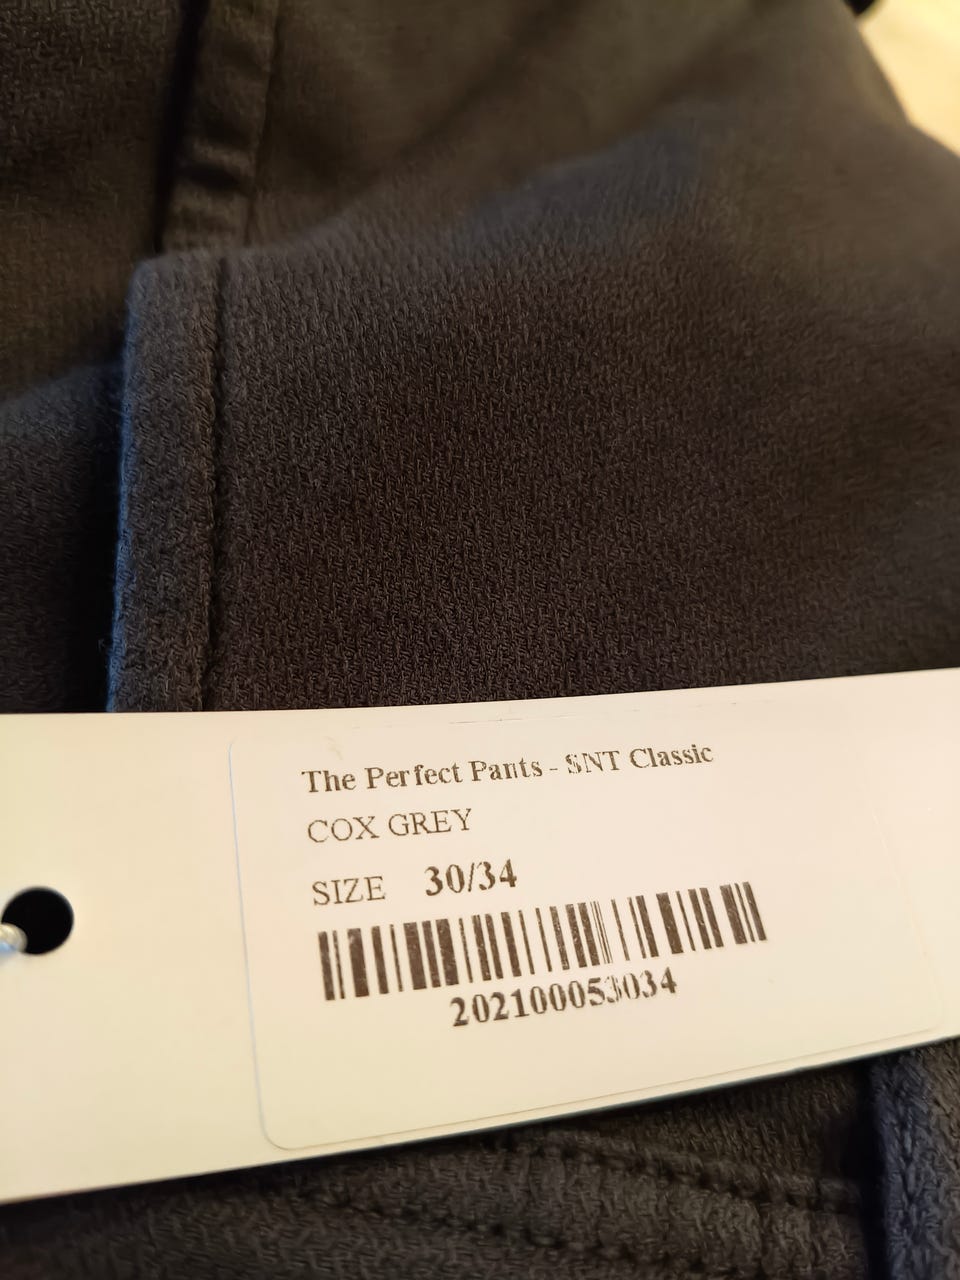 The Perfect Pants - SNT Classic
COX GREY
SIZE 30/34
202100053034